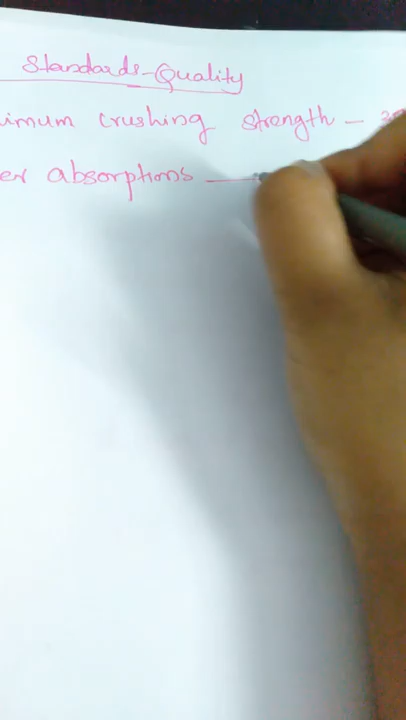 Standards-Quality
imum crushing strength -
er absorptions —